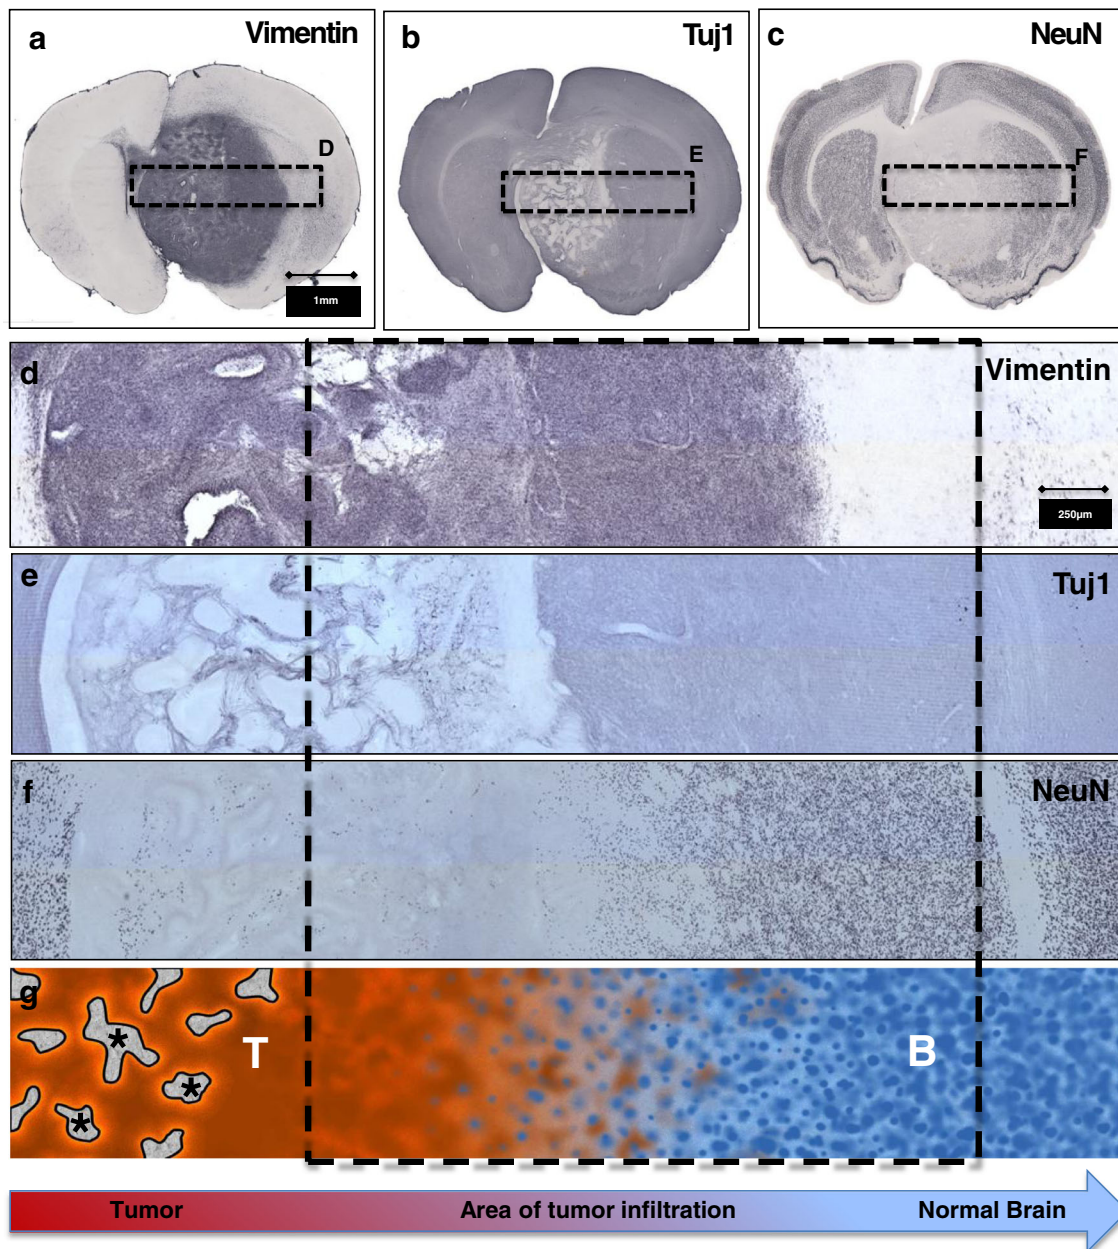 a Vimentin
D
1mm
b Tuj1
E
c NeuN
F
d Vimentin
250µm
e Tuj1
f NeuN
g
* * *
T
B
Tumor Area of tumor infiltration Normal Brain